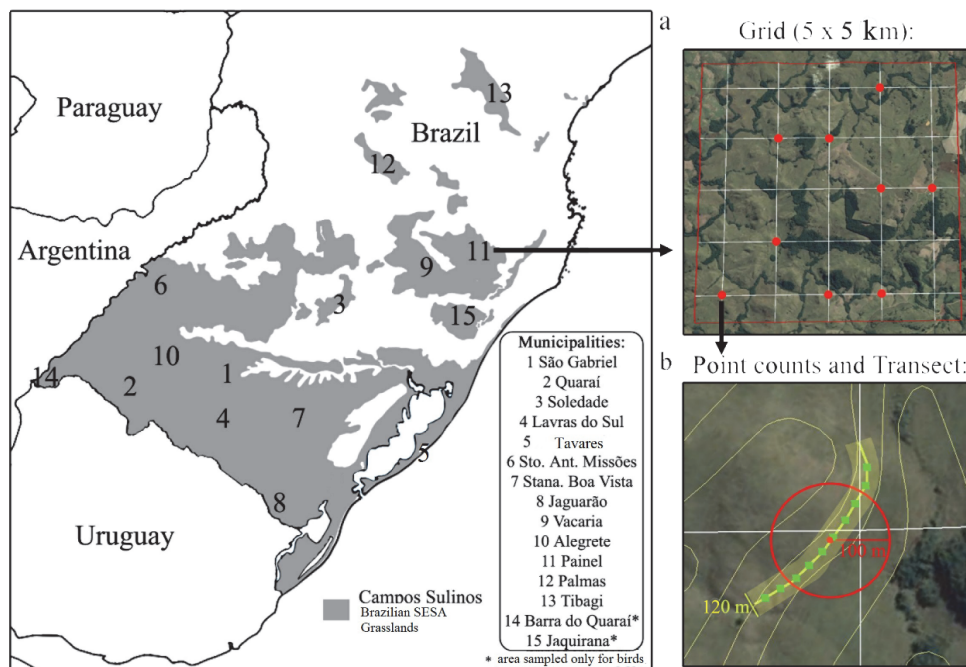 Paraguay
Argentina
Brazil
Uruguay
13
12
11
9
6
3
15
10
14
2
1
4
7
5
8
Municipalities:
1 São Gabriel
2 Quaraí
3 Soledade
4 Lavras do Sul
5 Tavares
6 Sto. Ant. Missões
7 Stana. Boa Vista
8 Jaguarão
9 Vacaria
10 Alegrete
11 Painel
12 Palmas
13 Tibagi
14 Barra do Quaraí*
15 Jaquirana*
* area sampled only for birds
Campos Sulinos
Brazilian SESA
Grasslands
a
Grid (5 x 5 km):
b
Point counts and Transect:
100 m
120 m